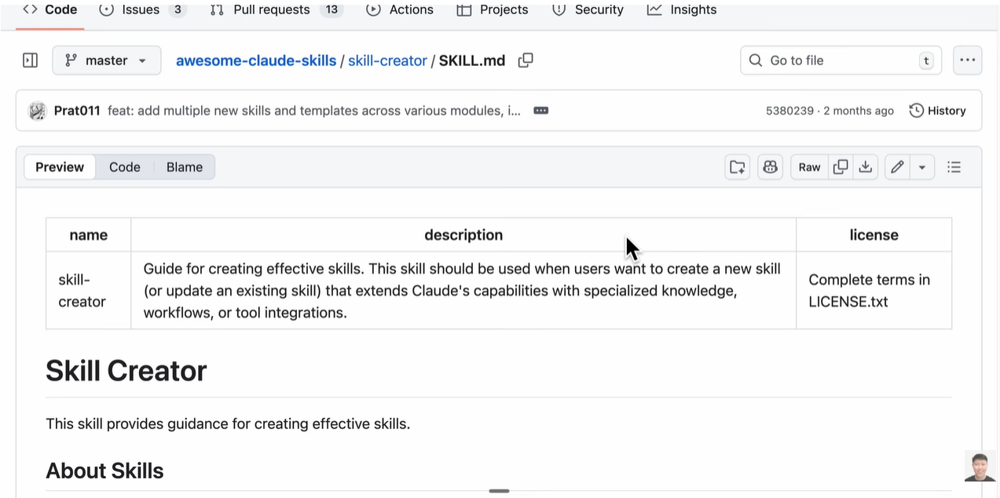 Code Issues 3 Pull requests 13 Actions Projects Security Insights
master awesome-claude-skills / skill-creator / SKILL.md Go to file t
Prat011 feat: add multiple new skills and templates across various modules, i... 5380239 · 2 months ago History
Preview Code Blame Raw
name description license
skill-creator
Guide for creating effective skills. This skill should be used when users want to create a new skill
(or update an existing skill) that extends Claude's capabilities with specialized knowledge,
workflows, or tool integrations.
Complete terms in
LICENSE.txt
Skill Creator
This skill provides guidance for creating effective skills.
About Skills